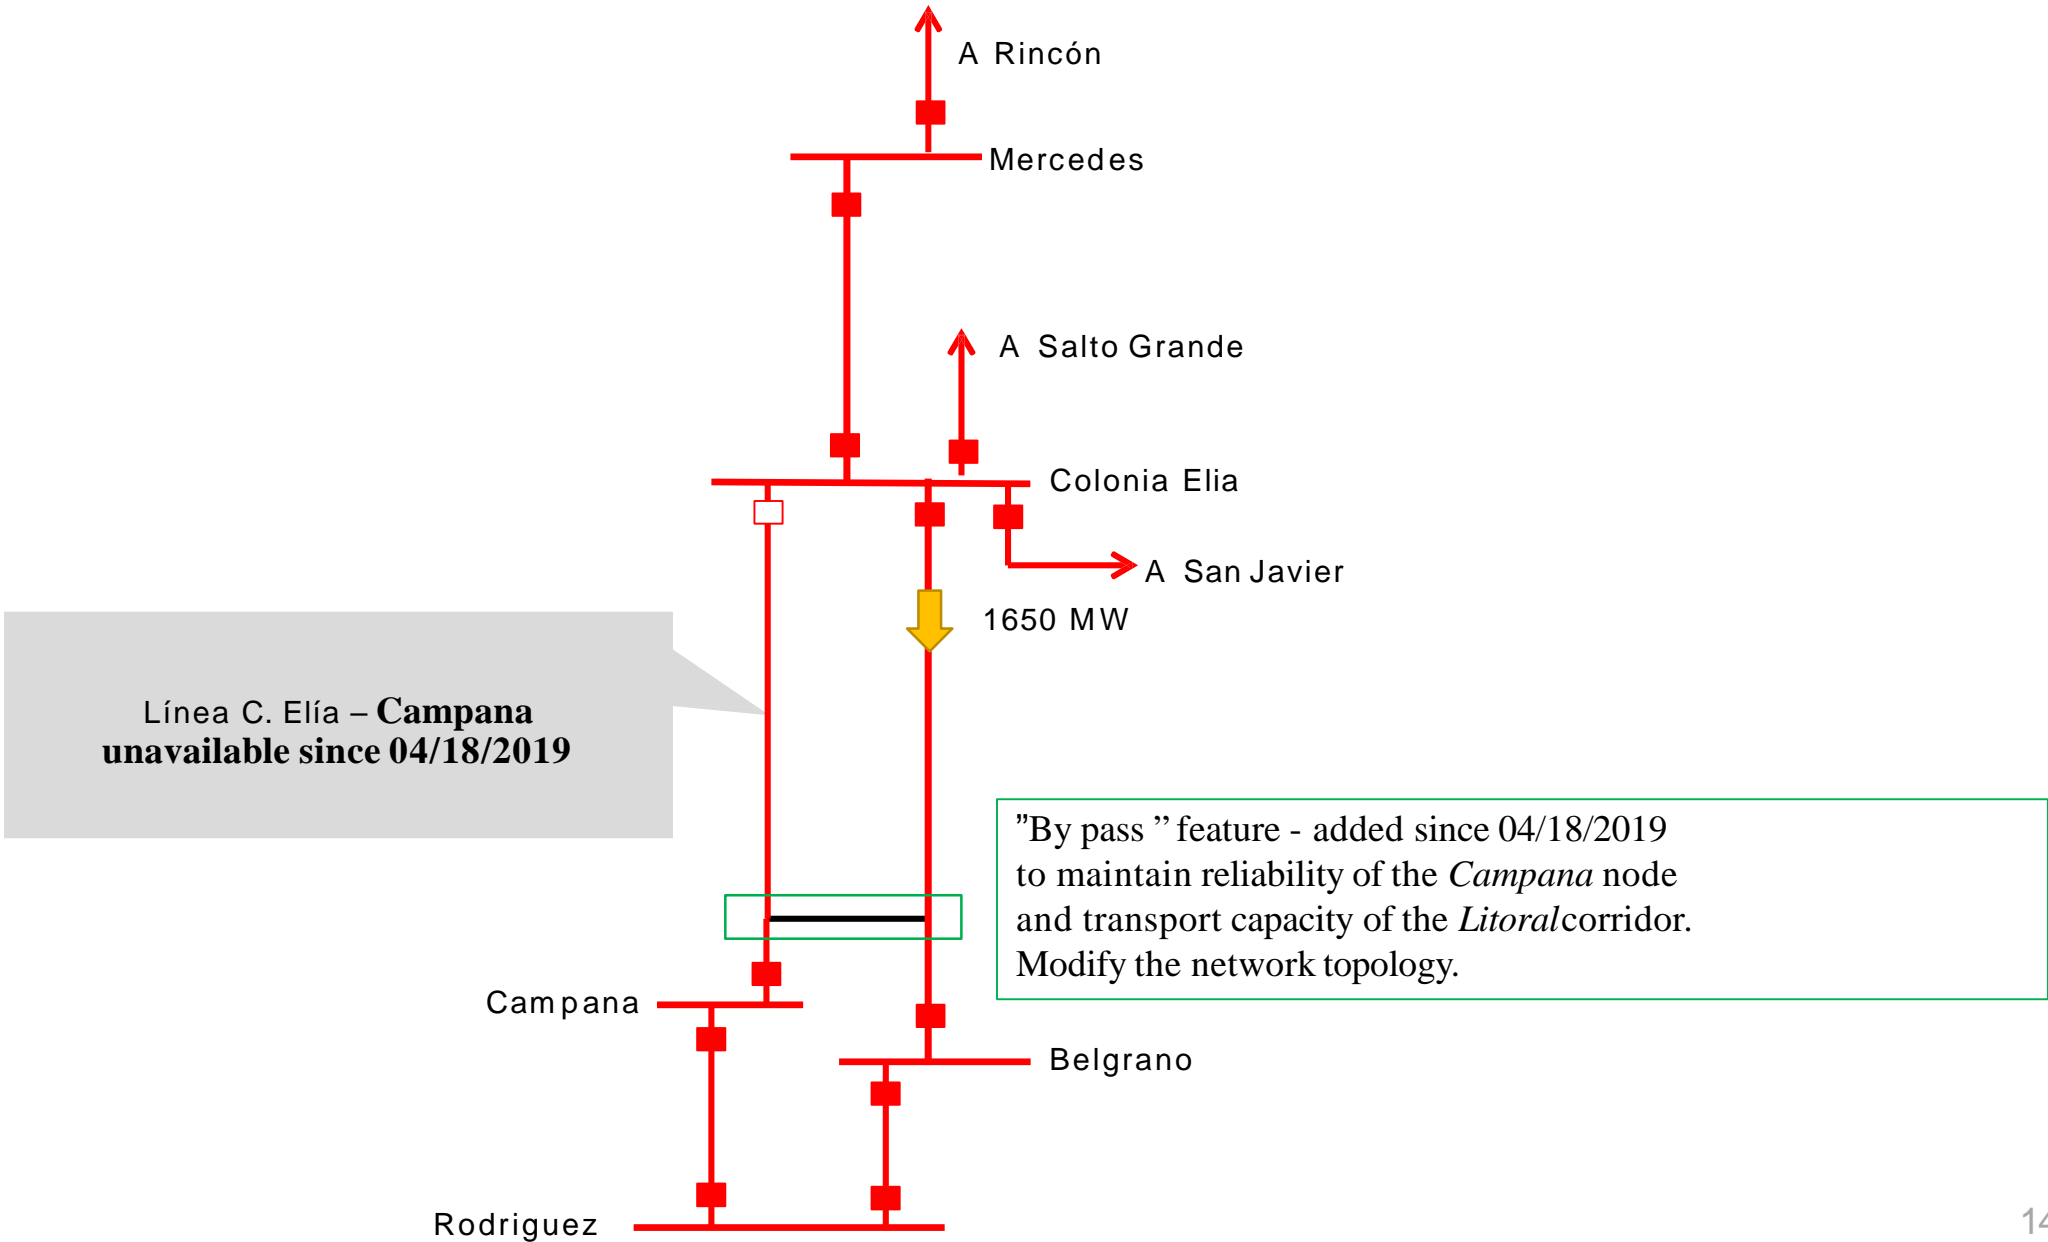 A Rincón
Mercedes
A Salto Grande
Colonia Elia
A San Javier
1650 MW
Línea C. Elía – Campana
unavailable since 04/18/2019
”By pass ” feature - added since 04/18/2019
to maintain reliability of the Campana node
and transport capacity of the Litoralcorridor.
Modify the network topology.
Campana
Belgrano
Rodriguez
14